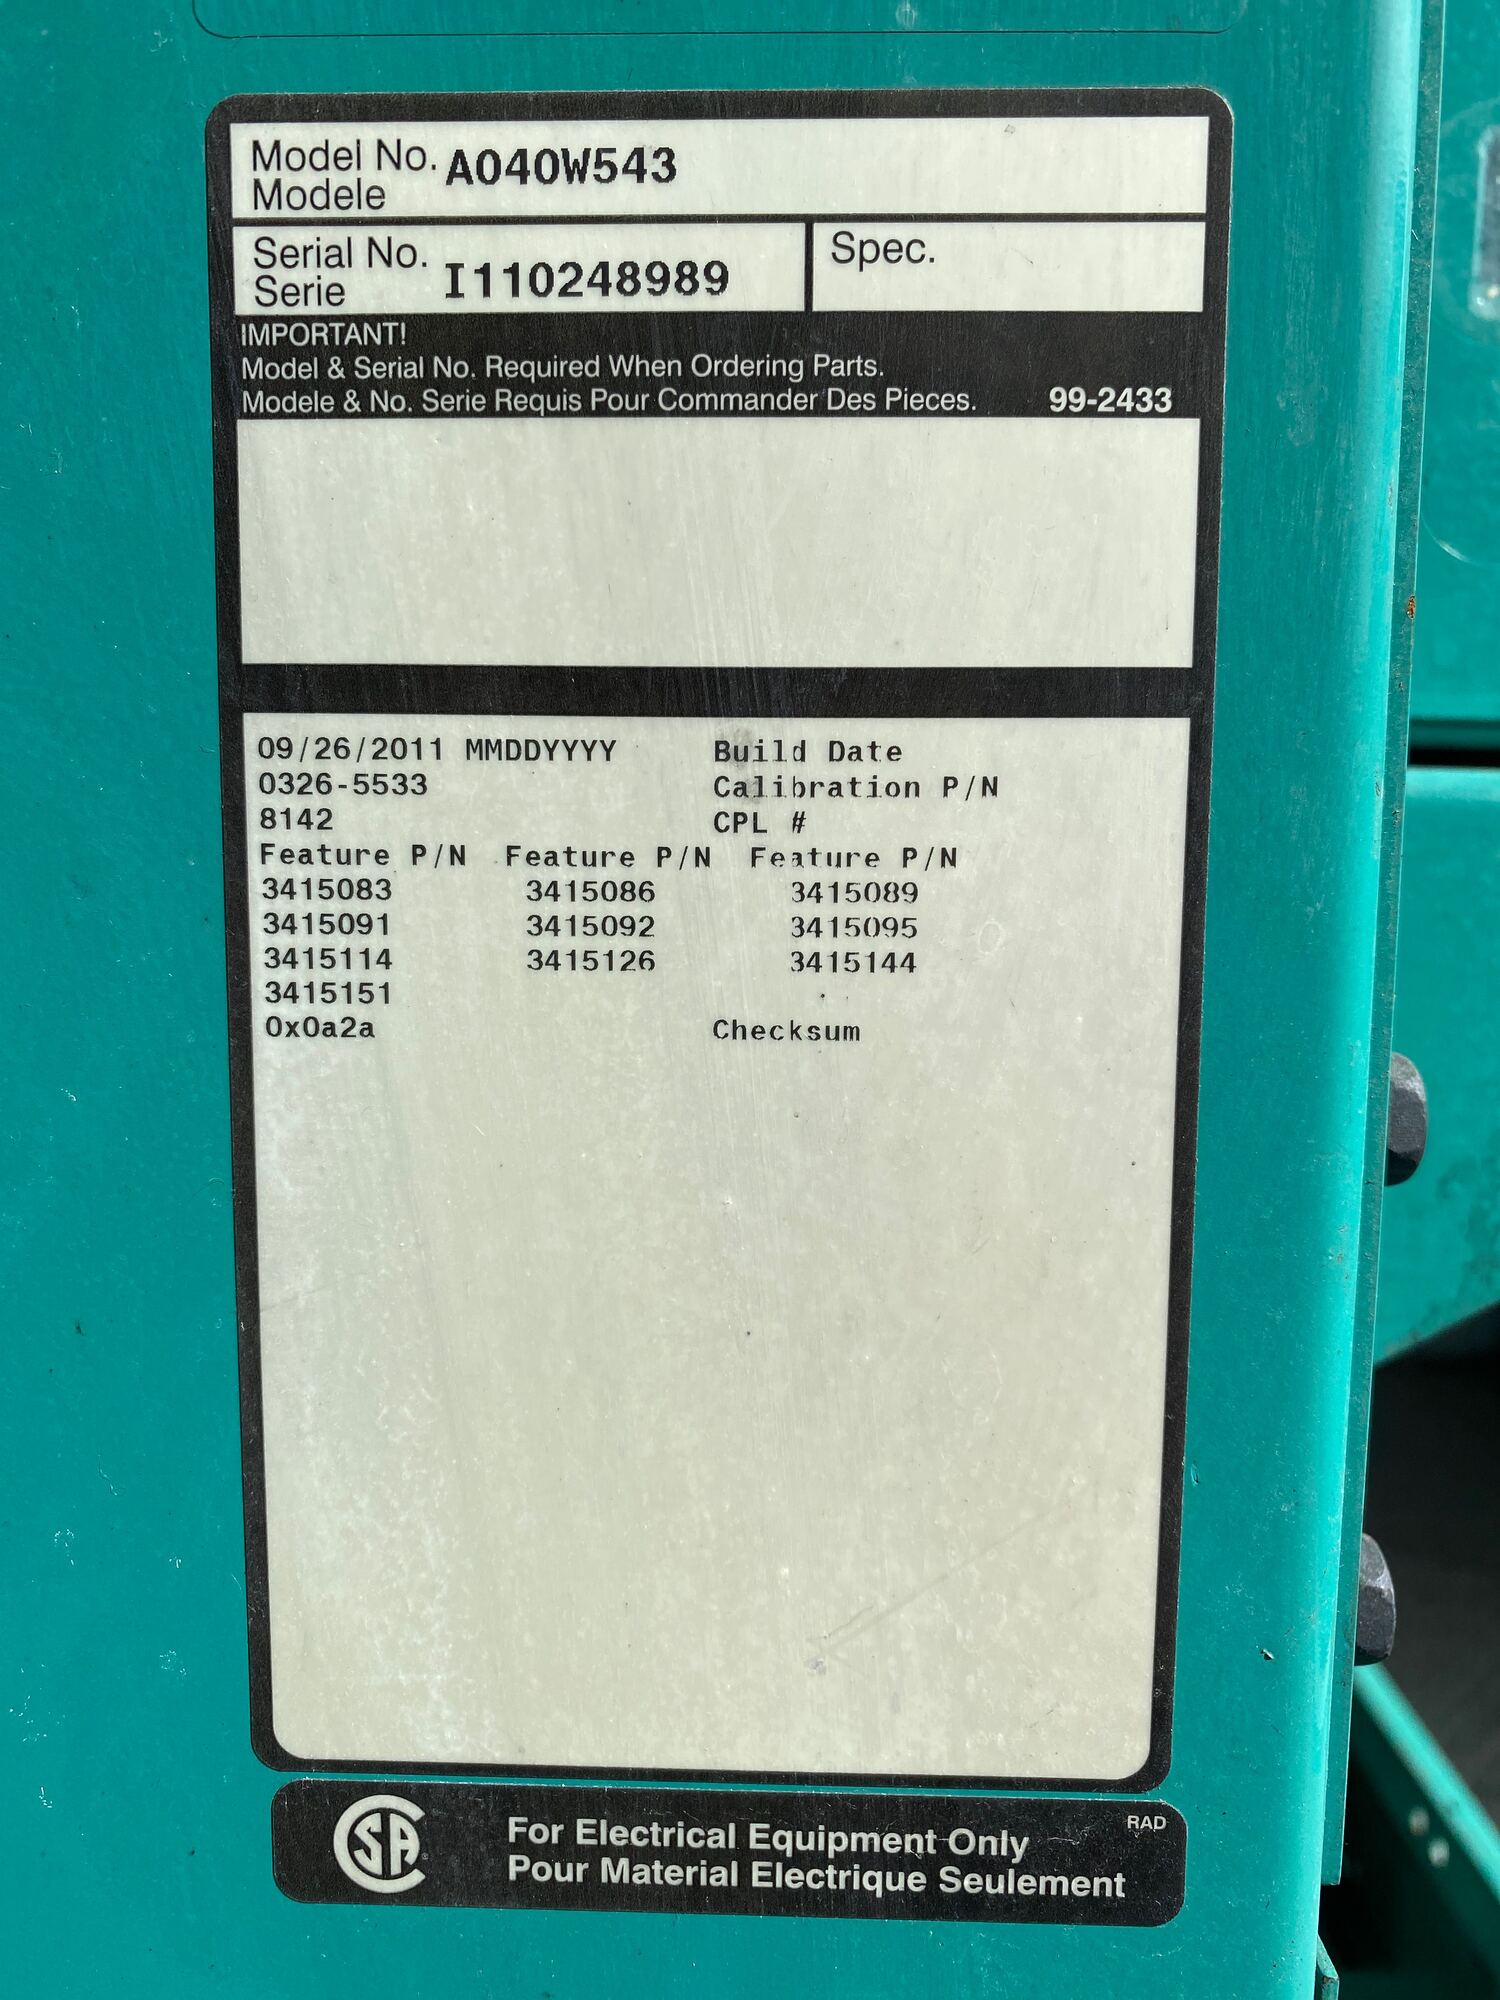 Model No. A040W543
Modele
Serial No. I110248989
Serie
Spec.
IMPORTANT!
Model & Serial No. Required When Ordering Parts.
Modele & No. Serie Requis Pour Commander Des Pieces. 99-2433
09/26/2011 MMDDYYYY Build Date
0326-5533 Calibration P/N
8142 CPL #
Feature P/N Feature P/N Feature P/N
3415083 3415086 3415089
3415091 3415092 3415095
3415114 3415126 3415144
3415151
0x0a2a Checksum
SA
For Electrical Equipment Only
RAD
Pour Material Electrique Seulement